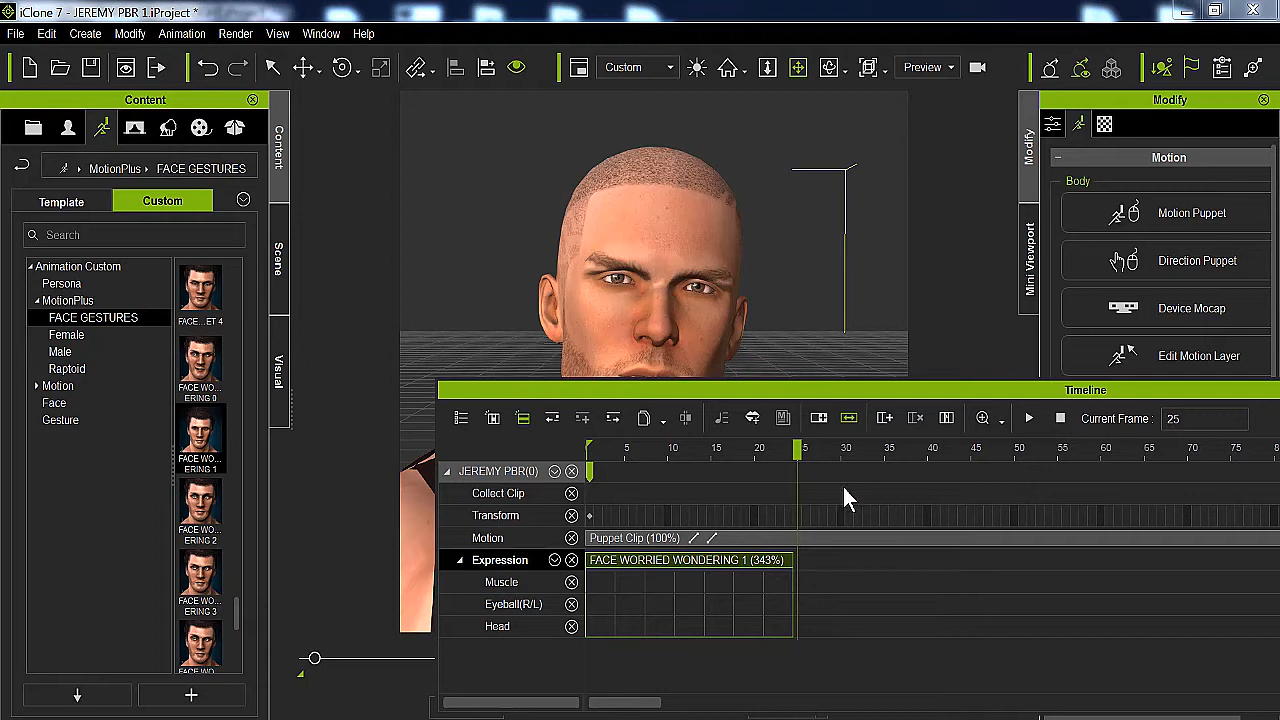 iClone 7 - JEREMY PBR 1.iProject *
File Edit Create Modify Animation Render View Window Help
Custom Preview
Content
Modify
MotionPlus FACE GESTURES
Template Custom
Search
Animation Custom
Persona
MotionPlus
FACE GESTURES
Female
Male
Raptoid
Motion
Face
Gesture
FACE...ET 4
FACE WO...
ERING 0
FACE WO...
ERING 1
FACE WO...
ERING 2
FACE WO...
ERING 3
FACE WO...
Content
Scene
Visual
Modify
Mini Viewport
Motion
Body
Motion Puppet
Direction Puppet
Device Mocap
Edit Motion Layer
Timeline
Current Frame : 25
5 10 15 20 25 30 35 40 45 50 55 60 65 70 75 8
JEREMY PBR(0)
Collect Clip
Transform
Motion Puppet Clip (100%)
Expression FACE WORRIED WONDERING 1 (343%)
Muscle
Eyeball(R/L)
Head